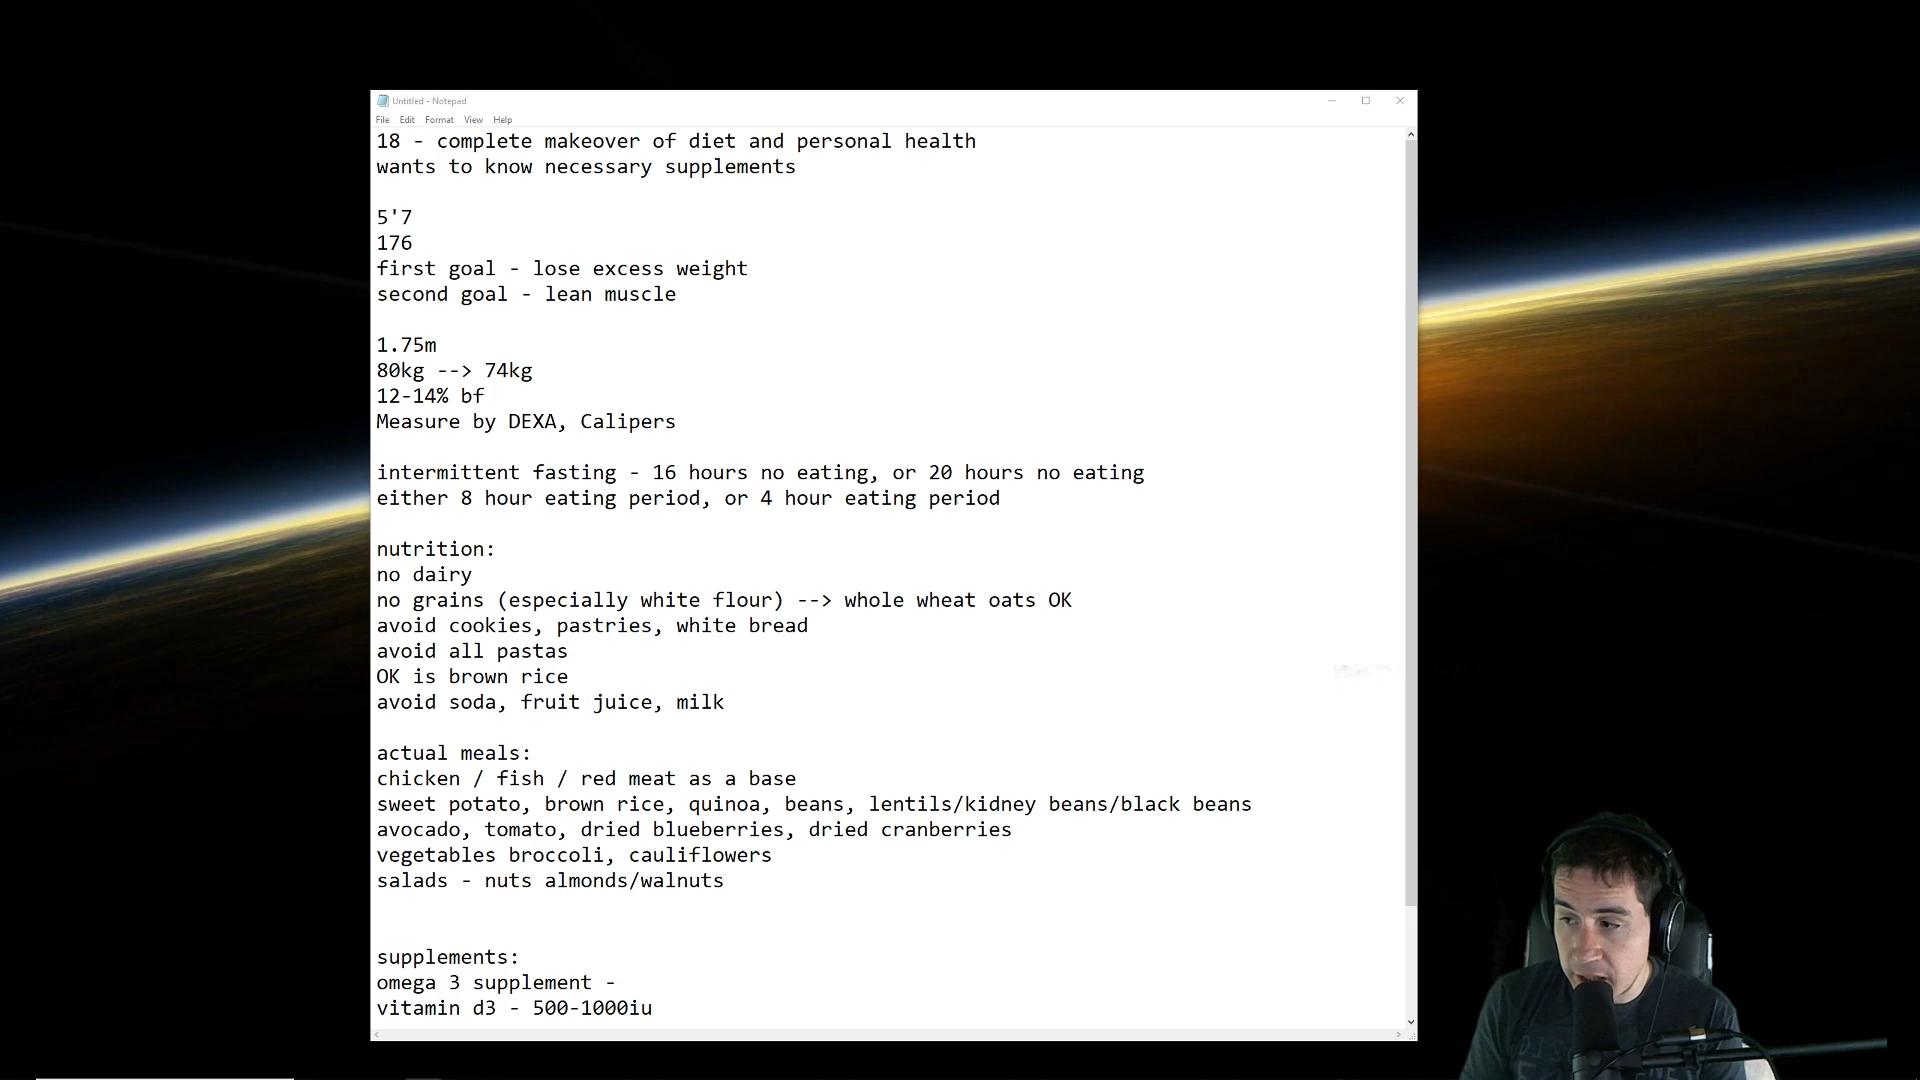 Untitled - Notepad
File Edit Format View Help
18 - complete makeover of diet and personal health
wants to know necessary supplements
5'7
176
first goal - lose excess weight
second goal - lean muscle
1.75m
80kg --> 74kg
12-14% bf
Measure by DEXA, Calipers
intermittent fasting - 16 hours no eating, or 20 hours no eating
either 8 hour eating period, or 4 hour eating period
nutrition:
no dairy
no grains (especially white flour) --> whole wheat oats OK
avoid cookies, pastries, white bread
avoid all pastas
OK is brown rice
avoid soda, fruit juice, milk
actual meals:
chicken / fish / red meat as a base
sweet potato, brown rice, quinoa, beans, lentils/kidney beans/black beans
avocado, tomato, dried blueberries, dried cranberries
vegetables broccoli, cauliflowers
salads - nuts almonds/walnuts
supplements:
omega 3 supplement -
vitamin d3 - 500-1000iu